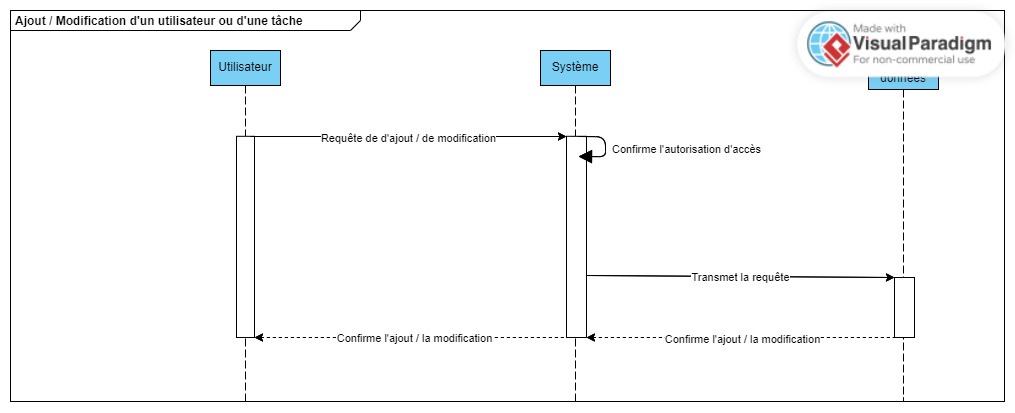 Ajout / Modification d'un utilisateur ou d'une tâche
Made with
Visual Paradigm
For non-commercial use
Utilisateur
Système
données
Requête de d'ajout / de modification
Confirme l'autorisation d'accès
Transmet la requête
Confirme l'ajout / la modification
Confirme l'ajout / la modification